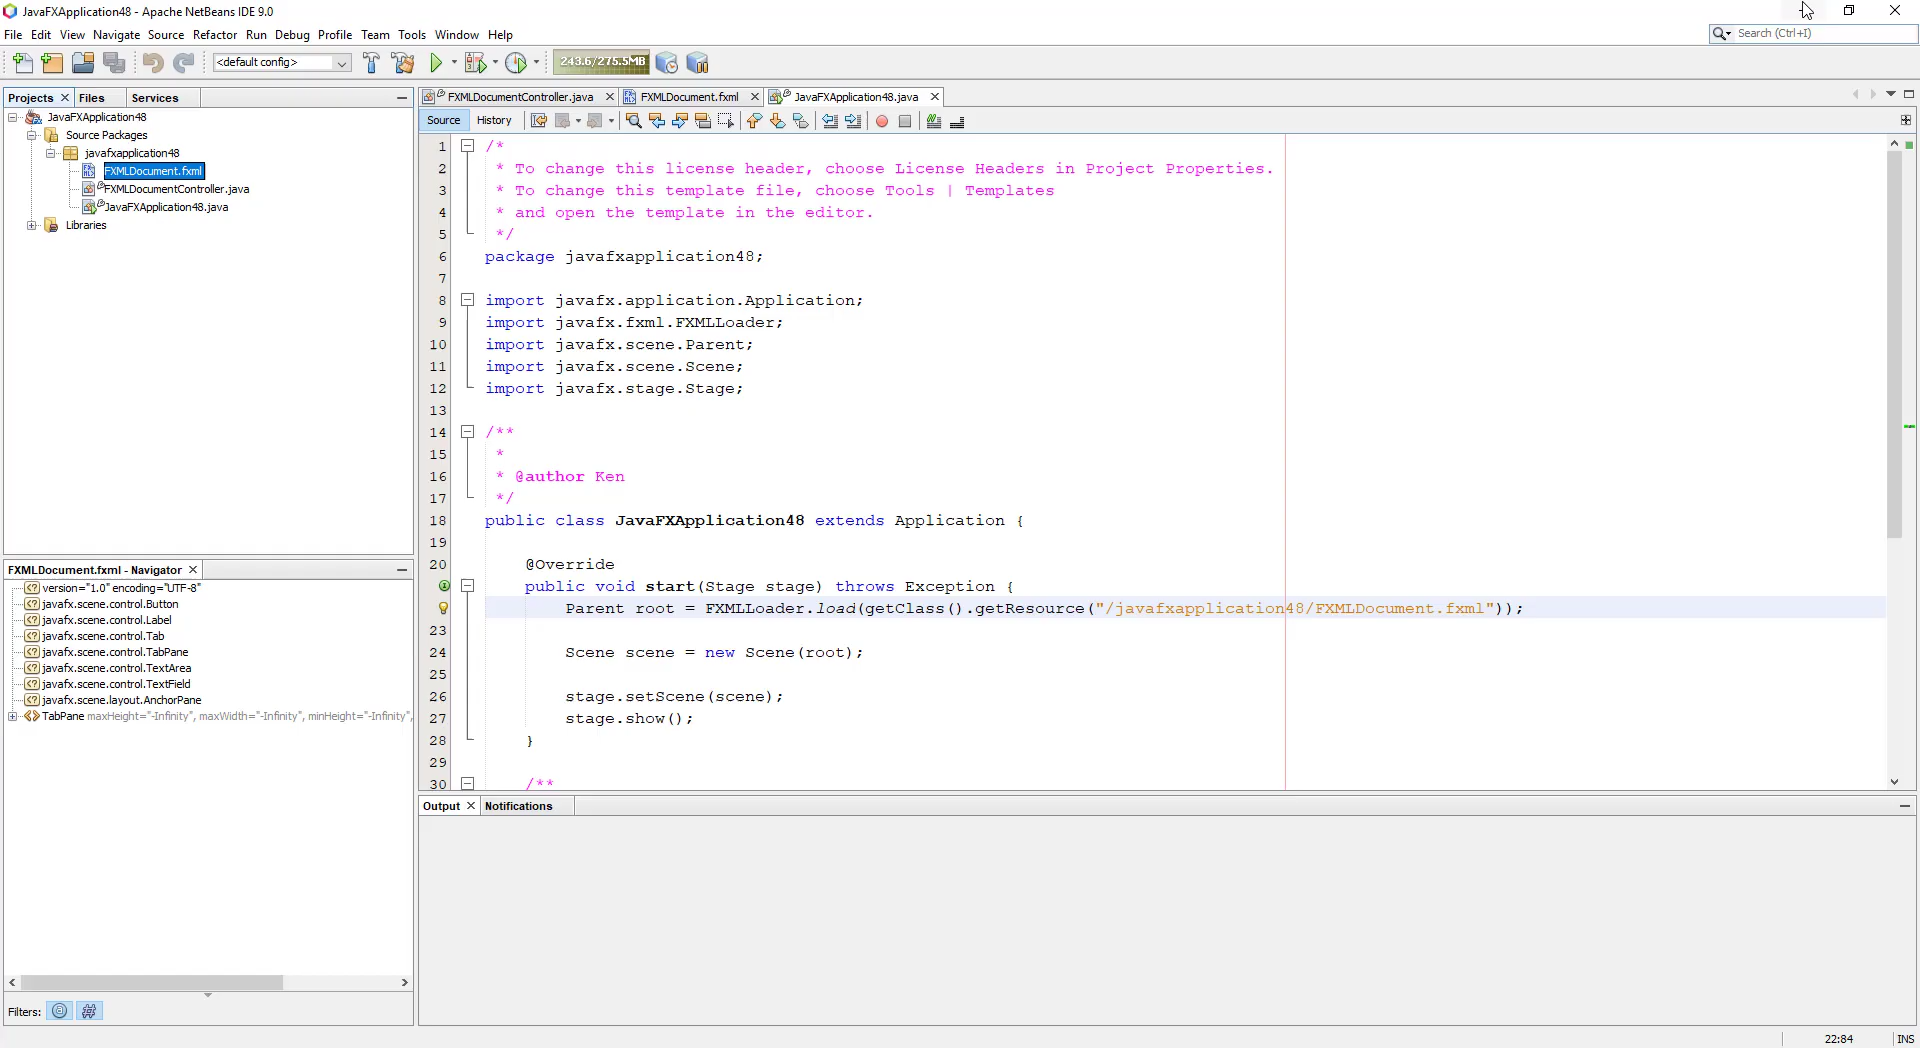 JavaFXApplication48 - Apache NetBeans IDE 9.0
File Edit View Navigate Source Refactor Run Debug Profile Team Tools Window Help
Search (Ctrl+I)
<default config>
243.6/275.5MB
Projects Files Services
JavaFXApplication48
Source Packages
javafxapplication48
FXMLDocument.fxml
FXMLDocumentController.java
JavaFXApplication48.java
Libraries
FXMLDocument.fxml - Navigator
version="1.0" encoding="UTF-8"
javafx.scene.control.Button
javafx.scene.control.Label
javafx.scene.control.Tab
javafx.scene.control.TabPane
javafx.scene.control.TextArea
javafx.scene.control.TextField
javafx.scene.layout.AnchorPane
TabPane maxHeight="-Infinity", maxWidth="-Infinity", minHeight="-Infinity",
Filters:
FXMLDocumentController.java FXMLDocument.fxml JavaFXApplication48.java
Source History
1 /*
2 * To change this license header, choose License Headers in Project Properties.
3 * To change this template file, choose Tools | Templates
4 * and open the template in the editor.
5 */
6 package javafxapplication48;
7
8 import javafx.application.Application;
9 import javafx.fxml.FXMLLoader;
10 import javafx.scene.Parent;
11 import javafx.scene.Scene;
12 import javafx.stage.Stage;
13
14 /**
15 *
16 * @author Ken
17 */
18 public class JavaFXApplication48 extends Application {
19
20 @Override
public void start(Stage stage) throws Exception {
Parent root = FXMLLoader.load(getClass().getResource("/javafxapplication48/FXMLDocument.fxml"));
23
24 Scene scene = new Scene(root);
25
26 stage.setScene(scene);
27 stage.show();
28 }
29
30 /**
Output Notifications
22:84 INS